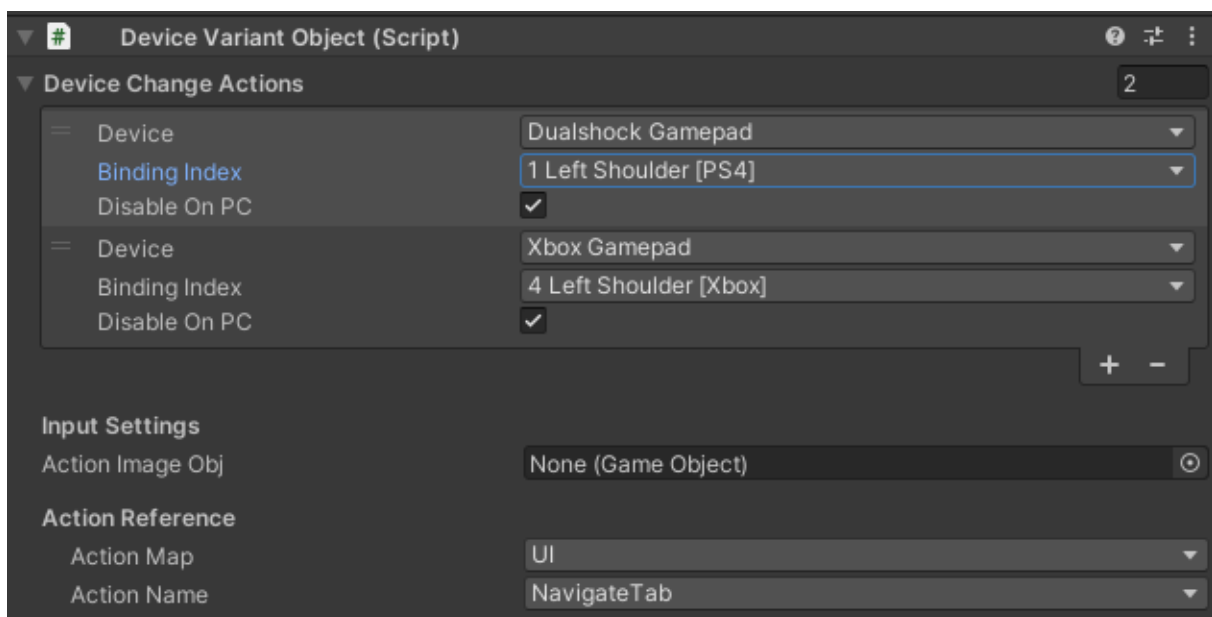 Device Variant Object (Script)
Device Change Actions 2
Device Dualshock Gamepad
Binding Index 1 Left Shoulder [PS4]
Disable On PC
Device Xbox Gamepad
Binding Index 4 Left Shoulder [Xbox]
Disable On PC
Input Settings
Action Image Obj None (Game Object)
Action Reference
Action Map UI
Action Name NavigateTab